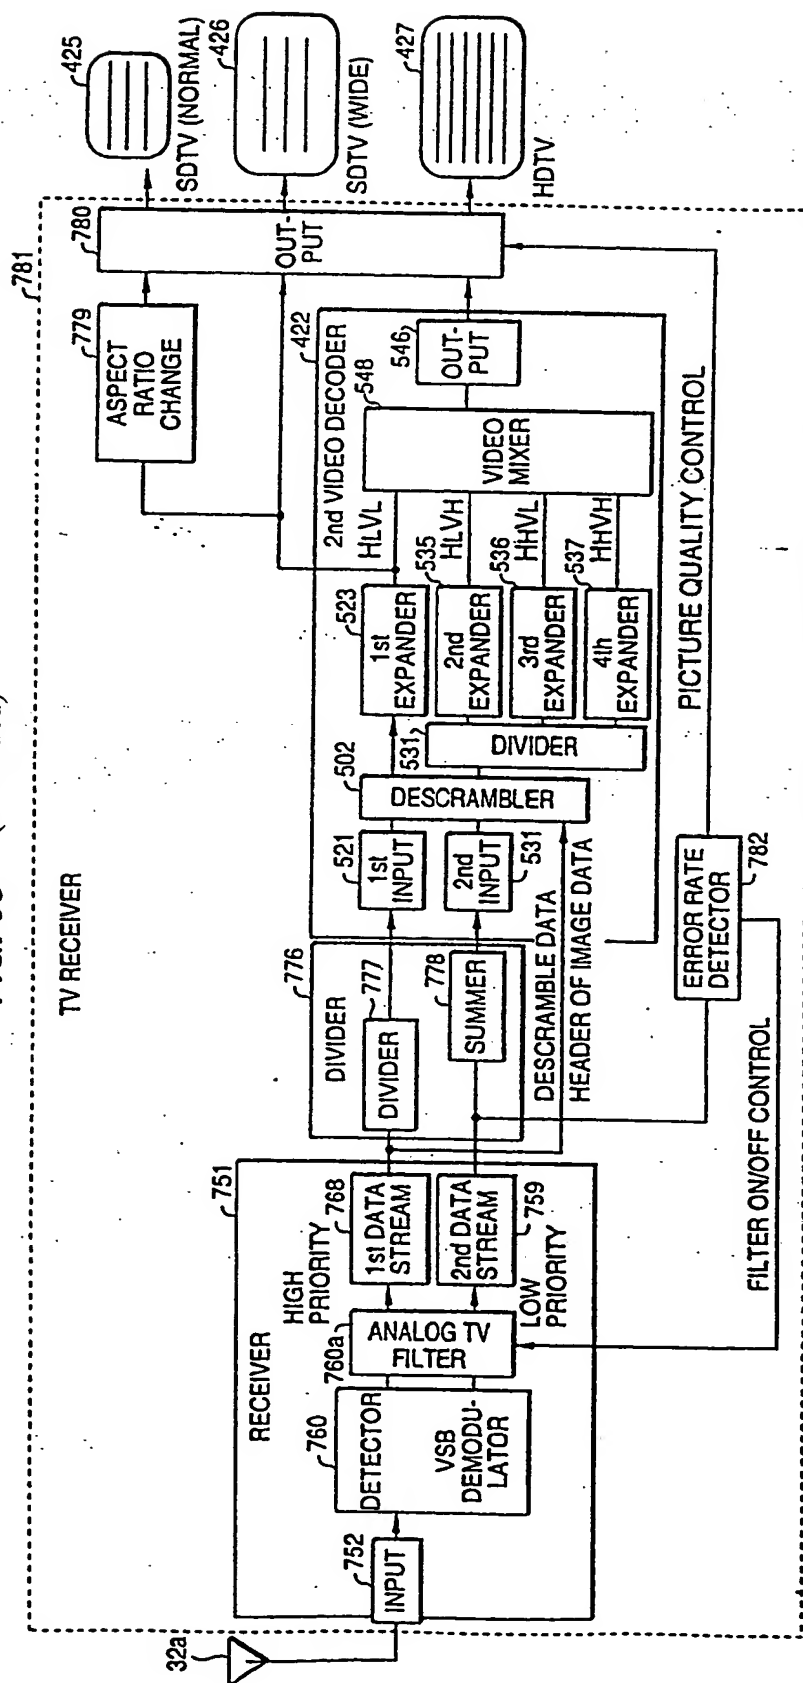 TV RECEIVER
781
32a
INPUT
752
RECEIVER
751
DETECTOR
760
VSB
DEMODU-
LATOR
ANALOG TV
FILTER
760a
HIGH
PRIORITY
1st DATA
STREAM
768
2nd DATA
STREAM
759
LOW
PRIORITY
FILTER ON/OFF CONTROL
DIVIDER
776
DIVIDER
777
SUMMER
778
DESCRAMBLE DATA
HEADER OF IMAGE DATA
ERROR RATE
DETECTOR
782
PICTURE QUALITY CONTROL
2nd VIDEO DECODER
422
1st
INPUT
521
2nd
INPUT
531
DESCRAMBLER
502
DIVIDER
531
1st
EXPANDER
523
2nd
EXPANDER
535
3rd
EXPANDER
536
4th
EXPANDER
537
HLVL
HLVH
HHVL
HHVH
VIDEO
MIXER
548
OUT-
PUT
546
ASPECT
RATIO
CHANGE
779
OUT-
PUT
780
SDTV (NORMAL)
425
SDTV (WIDE)
426
HDTV
427